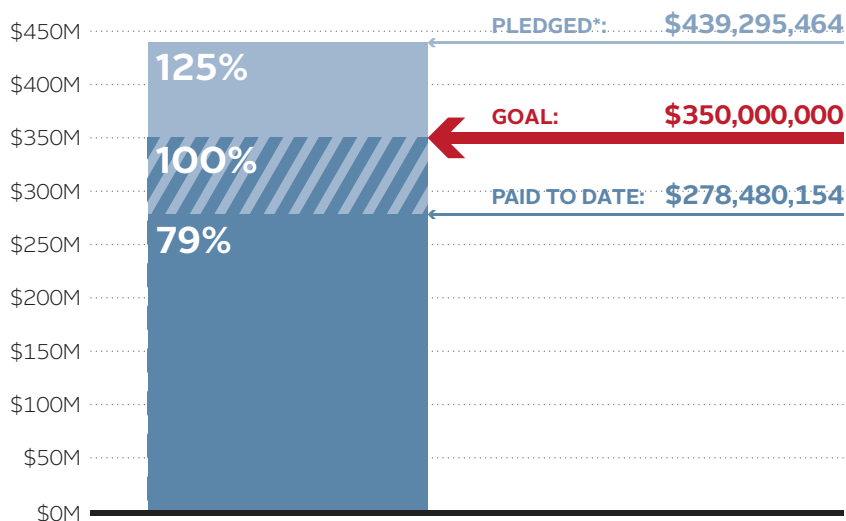 $450M
PLEDGED*: $439,295,464
125%
$400M
GOAL: $350,000,000
$350M
100%
$300M
PAID TO DATE: $278,480,154
79%
$250M
$200M
$150M
$100M
$50M
$0M